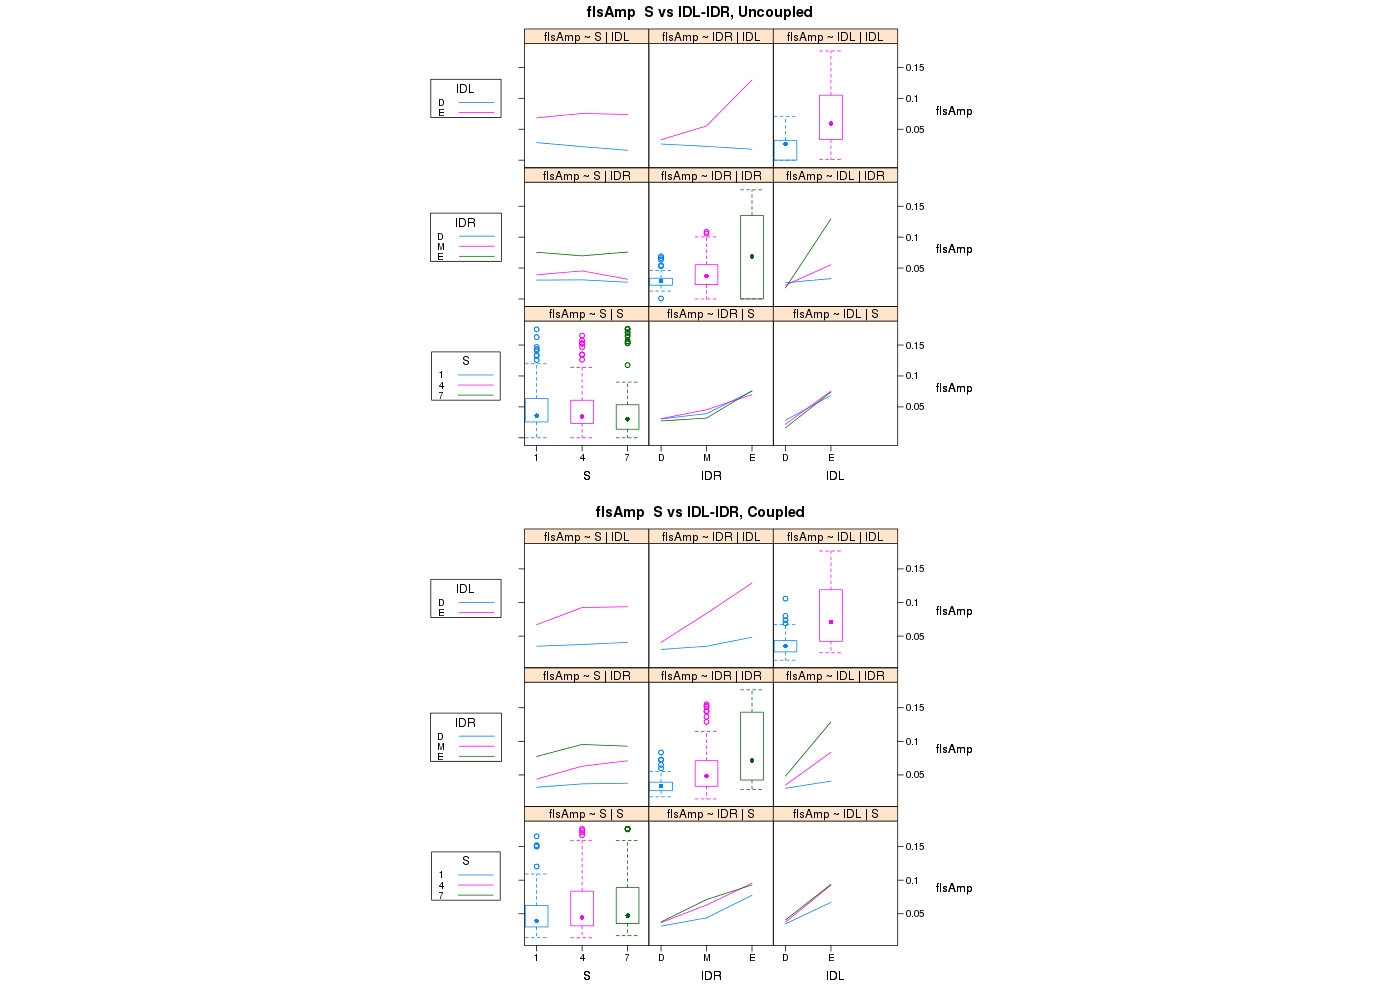 flsAmp  S vs IDL-IDR, Uncoupled
flsAmp ~ S | IDL
flsAmp ~ IDR | IDL
flsAmp ~ IDL | IDL
IDL
D
E
0.15
0.1
0.05
flsAmp
flsAmp ~ S | IDR
flsAmp ~ IDR | IDR
flsAmp ~ IDL | IDR
IDR
D
M
E
0.15
0.1
0.05
flsAmp
flsAmp ~ S | S
flsAmp ~ IDR | S
flsAmp ~ IDL | S
S
1
4
7
0.15
0.1
0.05
flsAmp
1 4 7 D M E D E
S IDR IDL
flsAmp  S vs IDL-IDR, Coupled
flsAmp ~ S | IDL
flsAmp ~ IDR | IDL
flsAmp ~ IDL | IDL
IDL
D
E
0.15
0.1
0.05
flsAmp
flsAmp ~ S | IDR
flsAmp ~ IDR | IDR
flsAmp ~ IDL | IDR
IDR
D
M
E
0.15
0.1
0.05
flsAmp
flsAmp ~ S | S
flsAmp ~ IDR | S
flsAmp ~ IDL | S
S
1
4
7
0.15
0.1
0.05
flsAmp
1 4 7 D M E D E
S IDR IDL